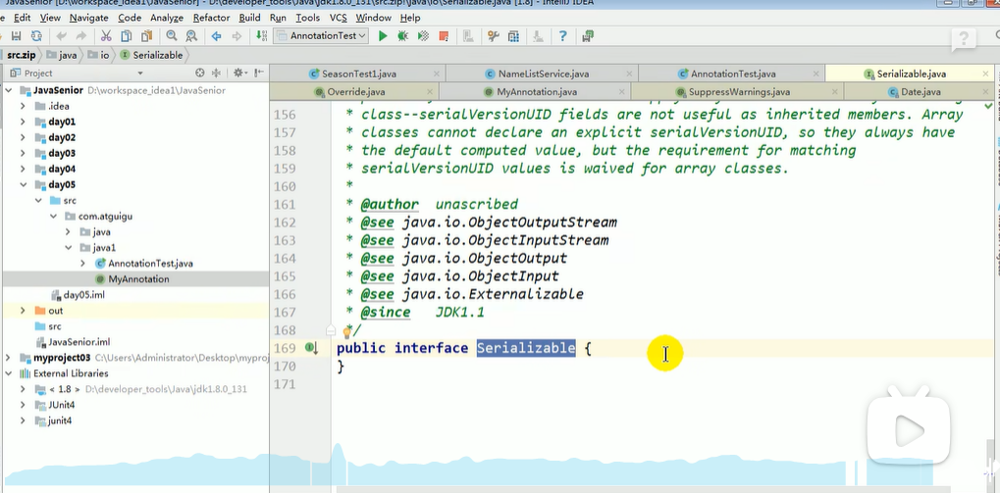 JavaSenior [D:\workspace_idea1\JavaSenior] - D:\developer_tools\Java\jdk1.8.0_131\src.zip!\java\io\Serializable.java [1.8] - IntelliJ IDEA
Edit View Navigate Code Analyze Refactor Build Run Tools VCS Window Help
AnnotationTest
src.zip java io Serializable
Project
SeasonTest1.java NameListService.java AnnotationTest.java Serializable.java
Override.java MyAnnotation.java SuppressWarnings.java Date.java
JavaSenior D:\workspace_idea1\JavaSenior
.idea
day01
day02
day03
day04
day05
src
com.atguigu
java
java1
AnnotationTest.java
MyAnnotation
day05.iml
out
src
JavaSenior.iml
myproject03 C:\Users\Administrator\Desktop\myproj
External Libraries
< 1.8 > D:\developer_tools\Java\jdk1.8.0_131
JUnit4
junit4
156 * class--serialVersionUID fields are not useful as inherited members. Array
157 * classes cannot declare an explicit serialVersionUID, so they always have
158 * the default computed value, but the requirement for matching
159 * serialVersionUID values is waived for array classes.
160 *
161 * @author unascribed
162 * @see java.io.ObjectOutputStream
163 * @see java.io.ObjectInputStream
164 * @see java.io.ObjectOutput
165 * @see java.io.ObjectInput
166 * @see java.io.Externalizable
167 * @since JDK1.1
168 */
169 public interface Serializable {
170 }
171